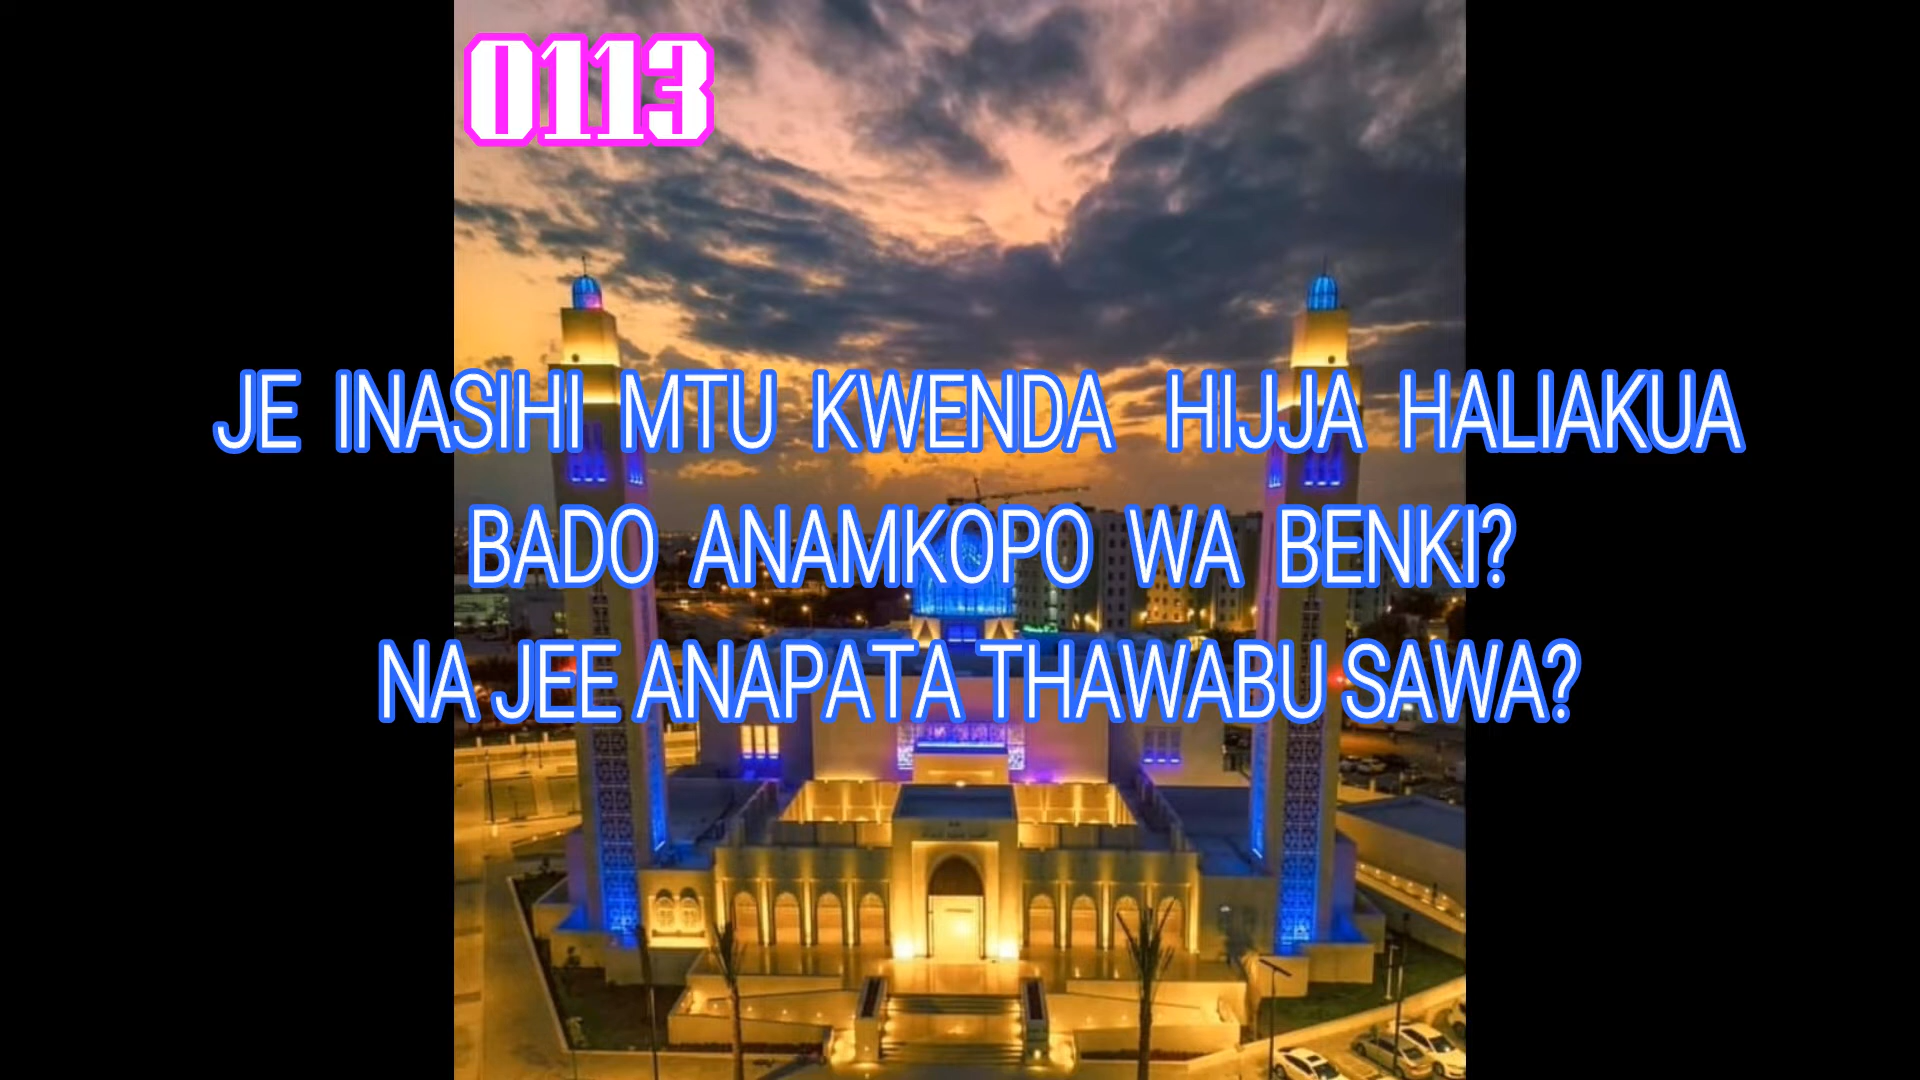 0113
JE INASIHI MTU KWENDA HIJJA HALIAKUA
BADO ANAMKOPO WA BENKI?
NA JEE ANAPATA THAWABU SAWA?